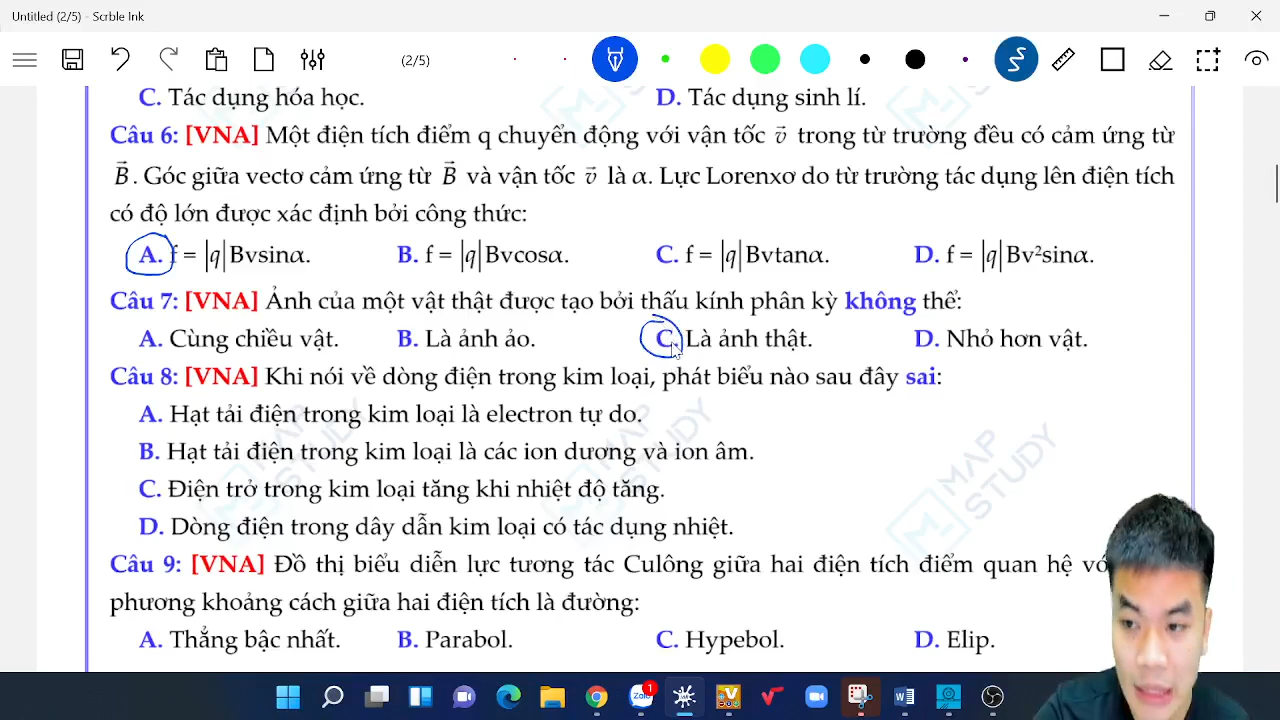 Untitled (2/5) - Scrble Ink
(2/5)
C. Tác dụng hóa học. D. Tác dụng sinh lí.
Câu 6: [VNA] Một điện tích điểm q chuyển động với vận tốc v⃗ trong từ trường đều có cảm ứng từ
B⃗. Góc giữa vectơ cảm ứng từ B⃗ và vận tốc v⃗ là α. Lực Lorenxơ do từ trường tác dụng lên điện tích
có độ lớn được xác định bởi công thức:
A. f = |q|Bvsinα. B. f = |q|Bvcosα. C. f = |q|Bvtanα. D. f = |q|Bv²sinα.
Câu 7: [VNA] Ảnh của một vật thật được tạo bởi thấu kính phân kỳ không thể:
A. Cùng chiều vật. B. Là ảnh ảo. C. Là ảnh thật. D. Nhỏ hơn vật.
Câu 8: [VNA] Khi nói về dòng điện trong kim loại, phát biểu nào sau đây sai:
A. Hạt tải điện trong kim loại là electron tự do.
B. Hạt tải điện trong kim loại là các ion dương và ion âm.
C. Điện trở trong kim loại tăng khi nhiệt độ tăng.
D. Dòng điện trong dây dẫn kim loại có tác dụng nhiệt.
Câu 9: [VNA] Đồ thị biểu diễn lực tương tác Culông giữa hai điện tích điểm quan hệ
phương khoảng cách giữa hai điện tích là đường:
A. Thẳng bậc nhất. B. Parabol. C. Hypebol. D. Elip.
MAP STUDY
MAP STUDY
MAP STUDY
Zalo
1